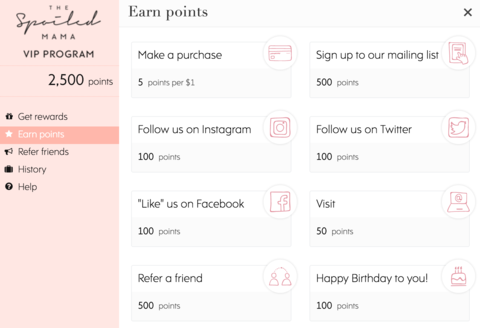 THE
Spoiled
MAMA
VIP PROGRAM
2,500 points
Get rewards
Earn points
Refer friends
History
Help
Earn points
Make a purchase
5 points per $1
Sign up to our mailing list
500 points
Follow us on Instagram
100 points
Follow us on Twitter
100 points
"Like" us on Facebook
100 points
Visit
50 points
Refer a friend
500 points
Happy Birthday to you!
100 points